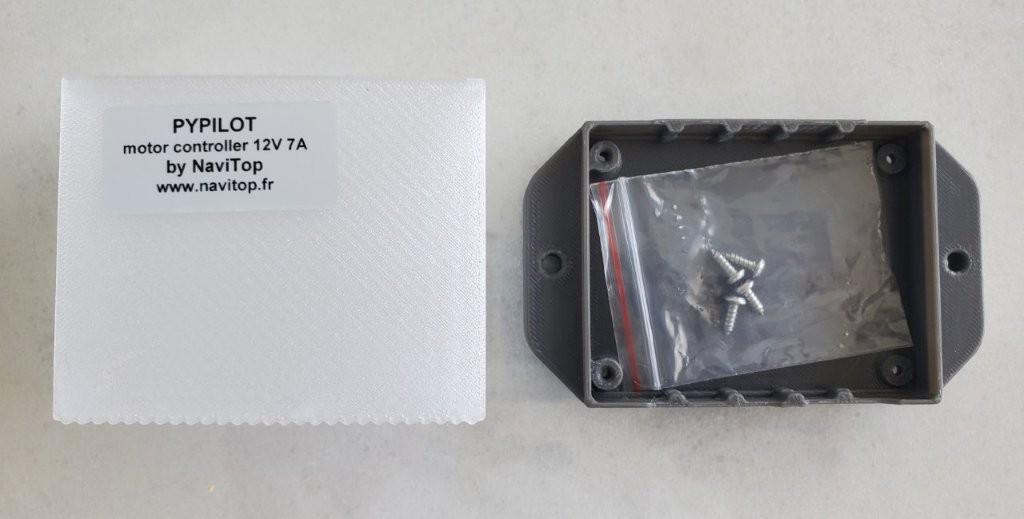 PYPILOT
motor controller 12V 7A
by NaviTop
www.navitop.fr